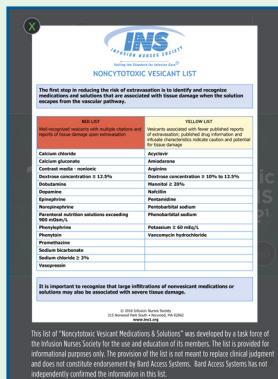 X
INS
INFUSION NURSES SOCIETY
Setting the Standard for Infusion Care®
NONCYTOTOXIC VESICANT LIST
The first step in reducing the risk of extravasation is to identify and recognize
medications and solutions that are associated with tissue damage when the solution
escapes from the vascular pathway.
RED LIST
Well-recognized vesicants with multiple citations and
reports of tissue damage upon extravasation
YELLOW LIST
Vesicants associated with fewer published reports
of extravasation; published drug information and
infusate characteristics indicate caution and potential
for tissue damage
Calcium chloride
Acyclovir
Calcium gluconate
Amiodarone
Contrast media - nonionic
Arginine
Dextrose concentration ≥ 12.5%
Dextrose concentration ≥ 10% to 12.5%
Dobutamine
Mannitol ≥ 20%
Dopamine
Nafcillin
Epinephrine
Pentamidine
Norepinephrine
Pentobarbital sodium
Parenteral nutrition solutions exceeding
900 mOsm/L
Phenobarbital sodium
Phenylephrine
Potassium ≥ 60 mEq/L
Phenytoin
Vancomycin hydrochloride
Promethazine
Sodium bicarbonate
Sodium chloride ≥ 3%
Vasopressin
It is important to recognize that large infiltrations of nonvesicant medications or
solutions may also be associated with severe tissue damage.
© 2016 Infusion Nurses Society
315 Norwood Park South • Norwood, MA 02062
www.ins1.org
This list of "Noncytotoxic Vesicant Medications & Solutions" was developed by a task force of
the Infusion Nurses Society for the use and education of its members. The list is provided for
informational purposes only. The provision of the list is not meant to replace clinical judgment
and does not constitute endorsement by Bard Access Systems. Bard Access Systems has not
independently confirmed the information in this list.